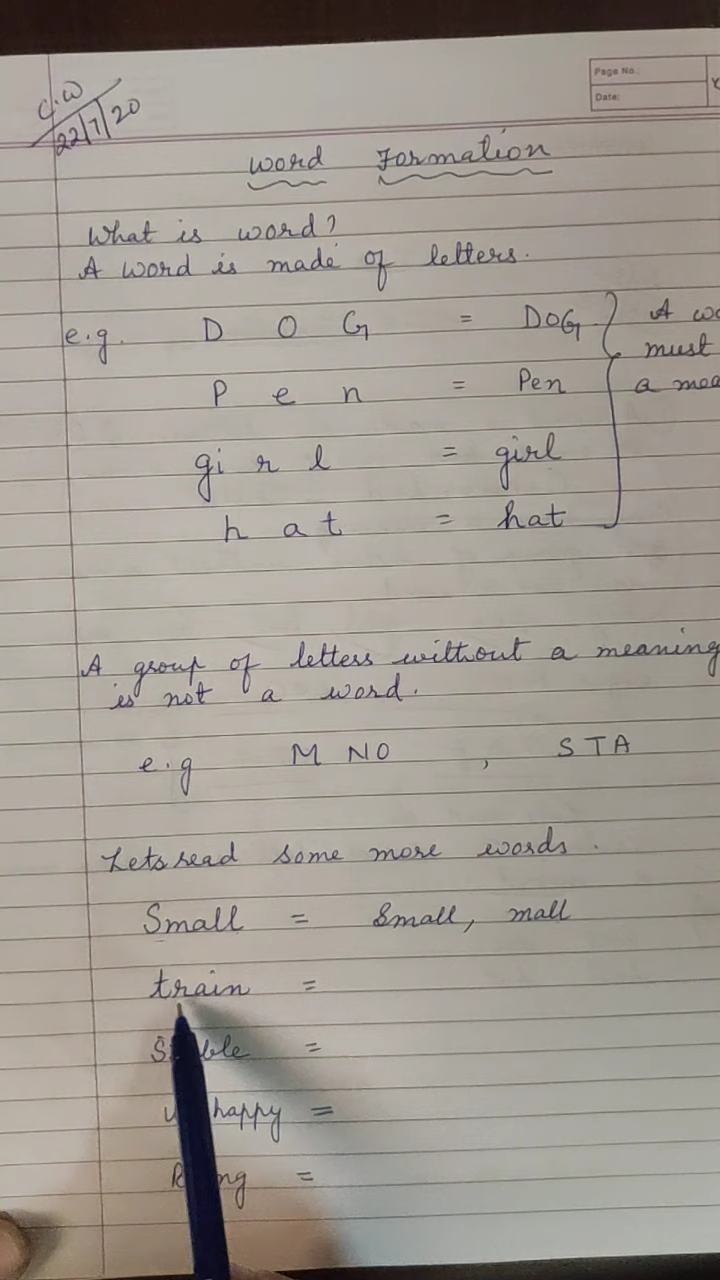 C.W
22/7/20
Page No.:
Date:
Word Formation
What is word?
A word is made of letters.
e.g. D O G = DOG
A
must
P e n = Pen
a
gi r l = girl
h a t = hat
A group of letters without a meaning
is not a word.
e.g M N O , S T A
Lets read some more words.
Small = Small, mall
train =
=
happy =
=